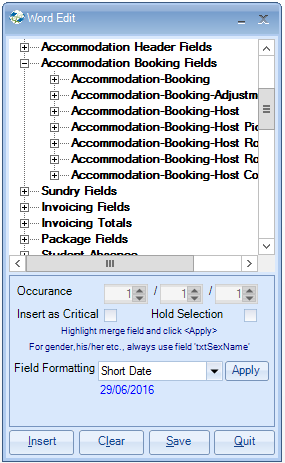 Word Edit
Accommodation Header Fields
Accommodation Booking Fields
Accommodation-Booking
Accommodation-Booking-Adjustm
Accommodation-Booking-Host
Accommodation-Booking-Host Pic
Accommodation-Booking-Host Ro
Accommodation-Booking-Host Ro
Accommodation-Booking-Host Co
Sundry Fields
Invoicing Fields
Invoicing Totals
Package Fields
Student Absence
Occurance 1 / 1 / 1
Insert as Critical Hold Selection
Highlight merge field and click <Apply>
For gender,his/her etc., always use field 'txtSexName'
Field Formatting Short Date Apply
29/06/2016
Insert Clear Save Quit